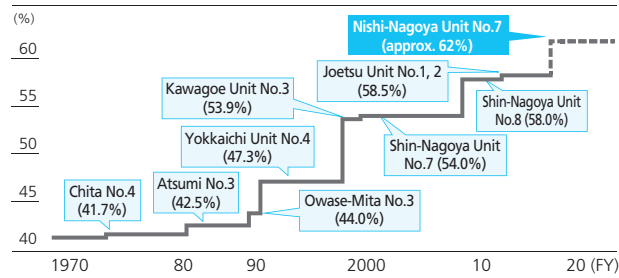 (%)
60
55
50
45
40
Nishi-Nagoya Unit No.7
(approx. 62%)
Joetsu Unit No.1, 2
(58.5%)
Kawagoe Unit No.3
(53.9%)
Shin-Nagoya Unit
No.8 (58.0%)
Yokkaichi Unit No.4
(47.3%)
Shin-Nagoya Unit
No.7 (54.0%)
Chita No.4
(41.7%)
Atsumi No.3
(42.5%)
Owase-Mita No.3
(44.0%)
1970 80 90 2000 10 20 (FY)